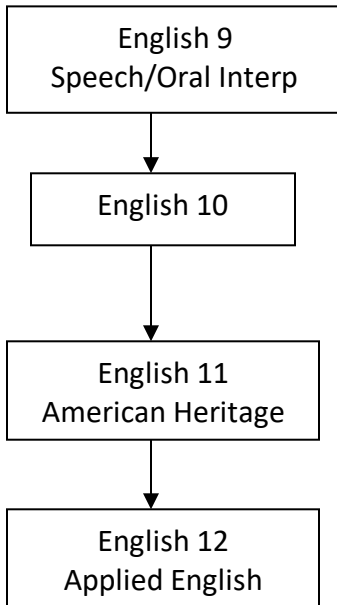 English 9
Speech/Oral Interp
English 10
English 11
American Heritage
English 12
Applied English